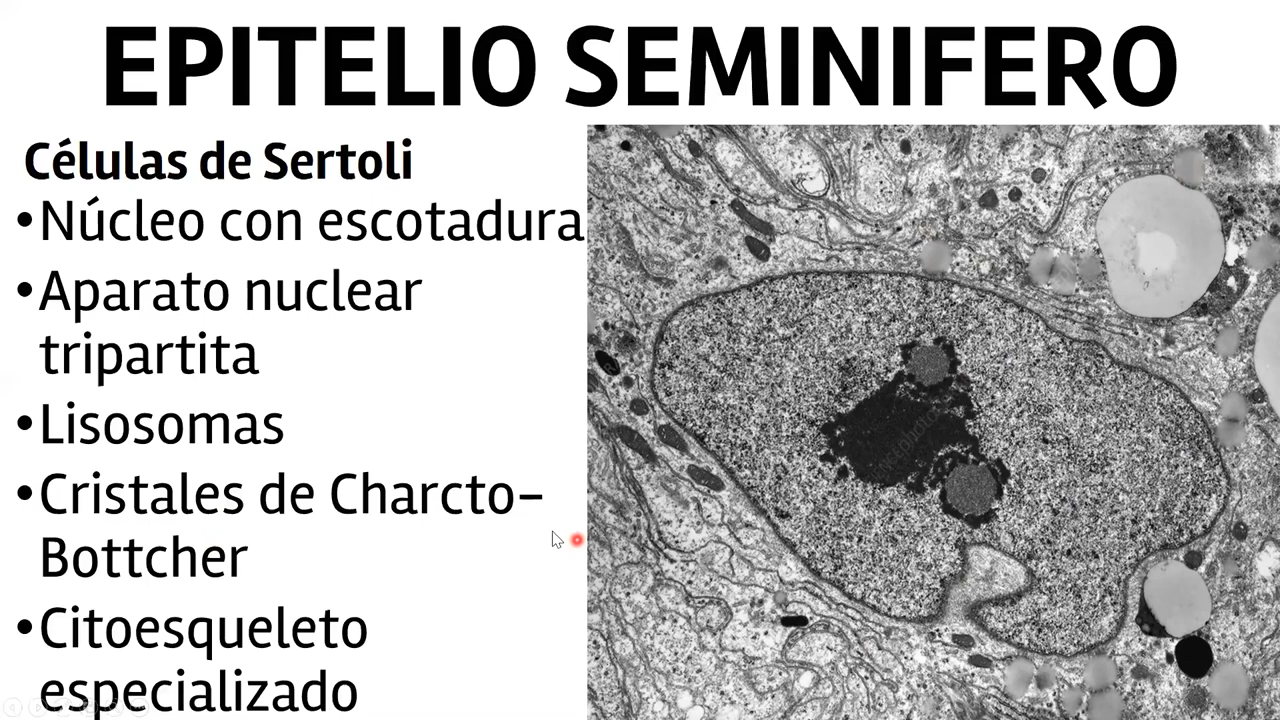 EPITELIO SEMINIFERO
Células de Sertoli
•Núcleo con escotadura
•Aparato nuclear
tripartita
•Lisosomas
•Cristales de Charcto-
Bottcher
•Citoesqueleto
especializado